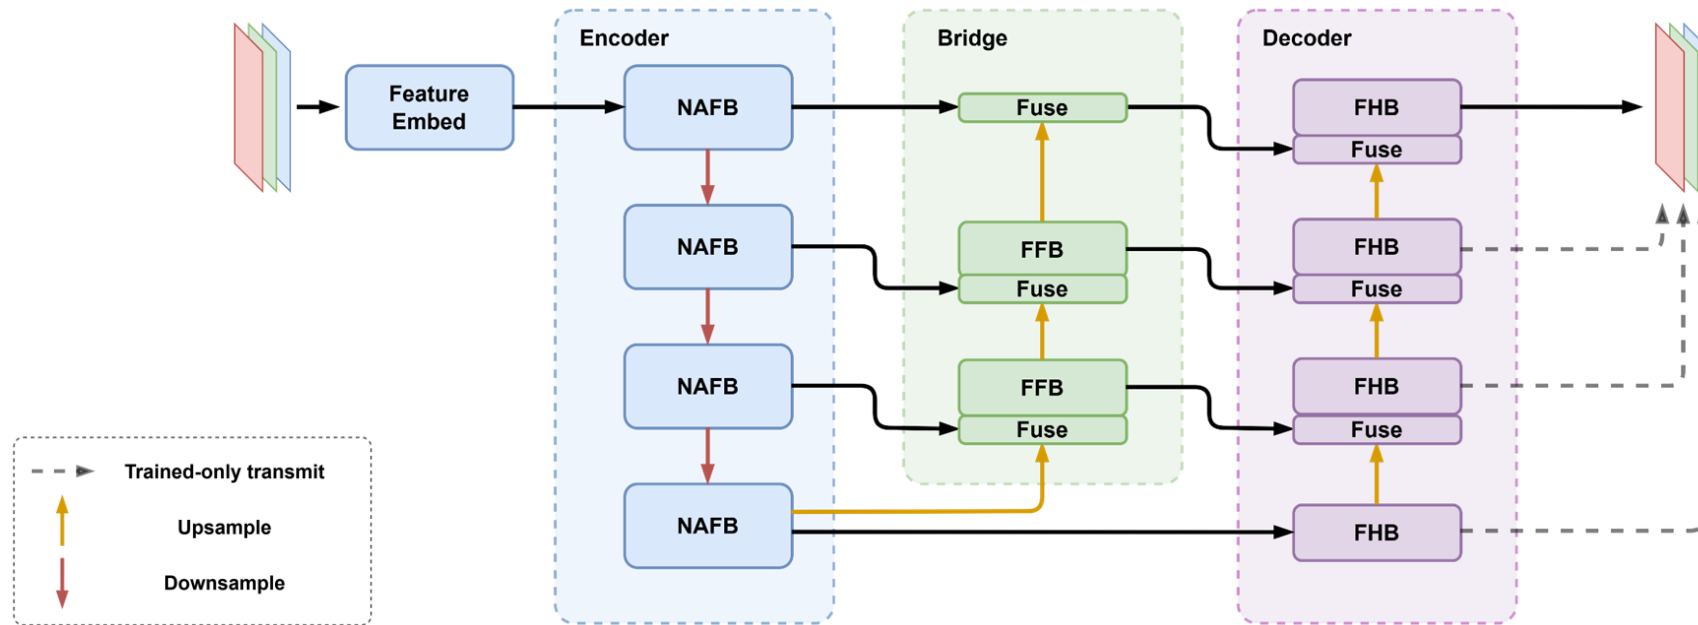 Encoder
Bridge
Decoder
Feature
Embed
NAFB
Fuse
FHB
Fuse
NAFB
FFB
Fuse
FHB
Fuse
NAFB
FFB
Fuse
FHB
Fuse
NAFB
FHB
Trained-only transmit
Upsample
Downsample